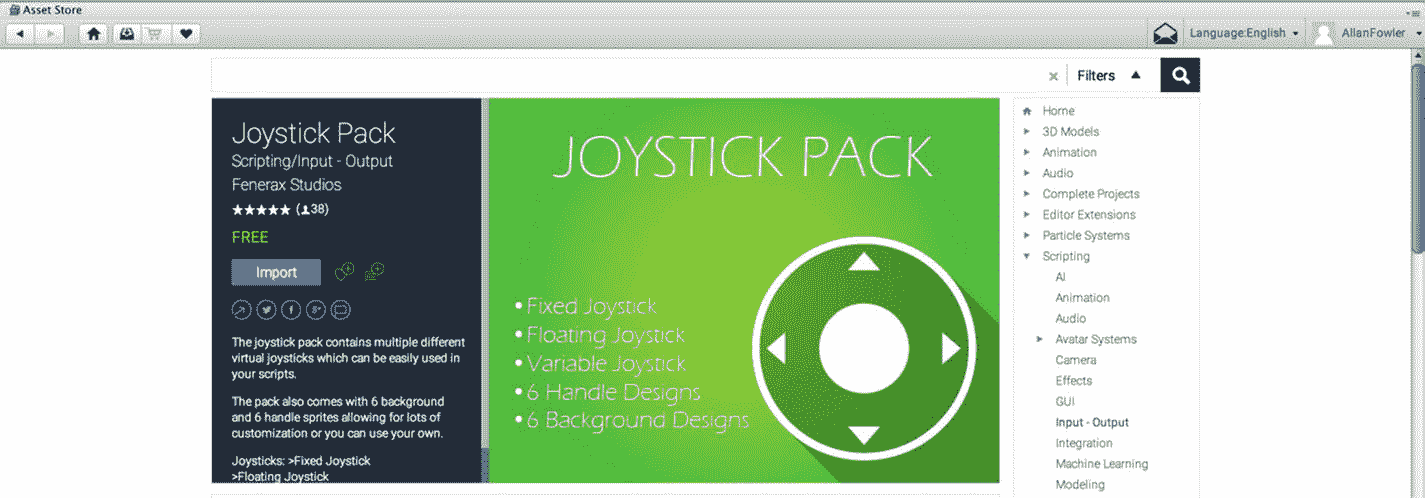 Asset Store
Language:English
AllanFowler
Filters
Joystick Pack
Scripting/Input - Output
Fenerax Studios
★★★★★ (38)
FREE
Import
The joystick pack contains multiple different
virtual joysticks which can be easily used in
your scripts.
The pack also comes with 6 background
and 6 handle sprites allowing for lots of
customization or you can use your own.
Joysticks: >Fixed Joystick
>Floating Joystick
JOYSTICK PACK
• Fixed Joystick
• Floating Joystick
• Variable Joystick
• 6 Handle Designs
• 6 Background Designs
Home
3D Models
Animation
Audio
Complete Projects
Editor Extensions
Particle Systems
Scripting
AI
Animation
Audio
Avatar Systems
Camera
Effects
GUI
Input - Output
Integration
Machine Learning
Modeling